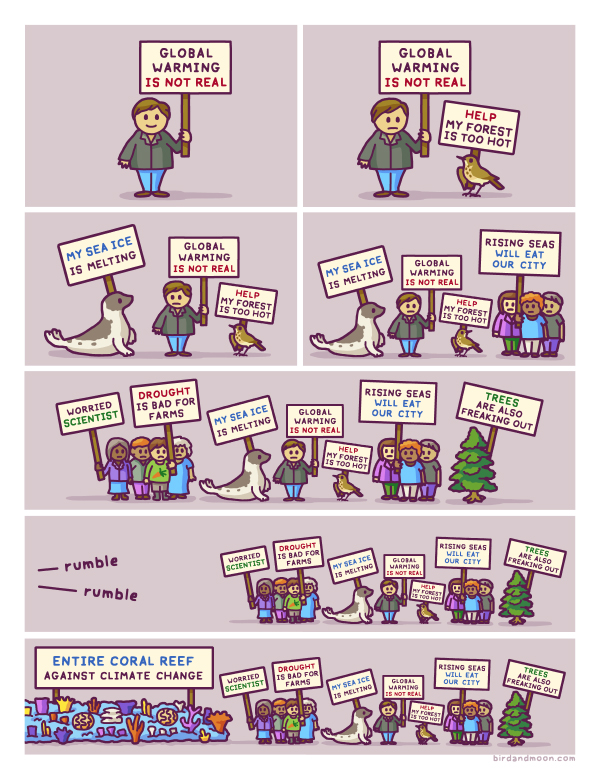 GLOBAL
WARMING
IS NOT REAL
GLOBAL
WARMING
IS NOT REAL
HELP
MY FOREST
IS TOO HOT
MY SEA ICE
IS MELTING
GLOBAL
WARMING
IS NOT REAL
HELP
MY FOREST
IS TOO HOT
MY SEA ICE
IS MELTING
GLOBAL
WARMING
IS NOT REAL
HELP
MY FOREST
IS TOO HOT
RISING SEAS
WILL EAT
OUR CITY
WORRIED
SCIENTIST
DROUGHT
IS BAD FOR
FARMS
MY SEA ICE
IS MELTING
GLOBAL
WARMING
IS NOT REAL
HELP
MY FOREST
IS TOO HOT
RISING SEAS
WILL EAT
OUR CITY
TREES
ARE ALSO
FREAKING OUT
rumble
rumble
WORRIED
SCIENTIST
DROUGHT
IS BAD FOR
FARMS
MY SEA ICE
IS MELTING
GLOBAL
WARMING
IS NOT REAL
HELP
MY FOREST
IS TOO HOT
RISING SEAS
WILL EAT
OUR CITY
TREES
ARE ALSO
FREAKING OUT
ENTIRE CORAL REEF
AGAINST CLIMATE CHANGE
WORRIED
SCIENTIST
DROUGHT
IS BAD FOR
FARMS
MY SEA ICE
IS MELTING
GLOBAL
WARMING
IS NOT REAL
HELP
MY FOREST
IS TOO HOT
RISING SEAS
WILL EAT
OUR CITY
TREES
ARE ALSO
FREAKING OUT
birdandmoon.com